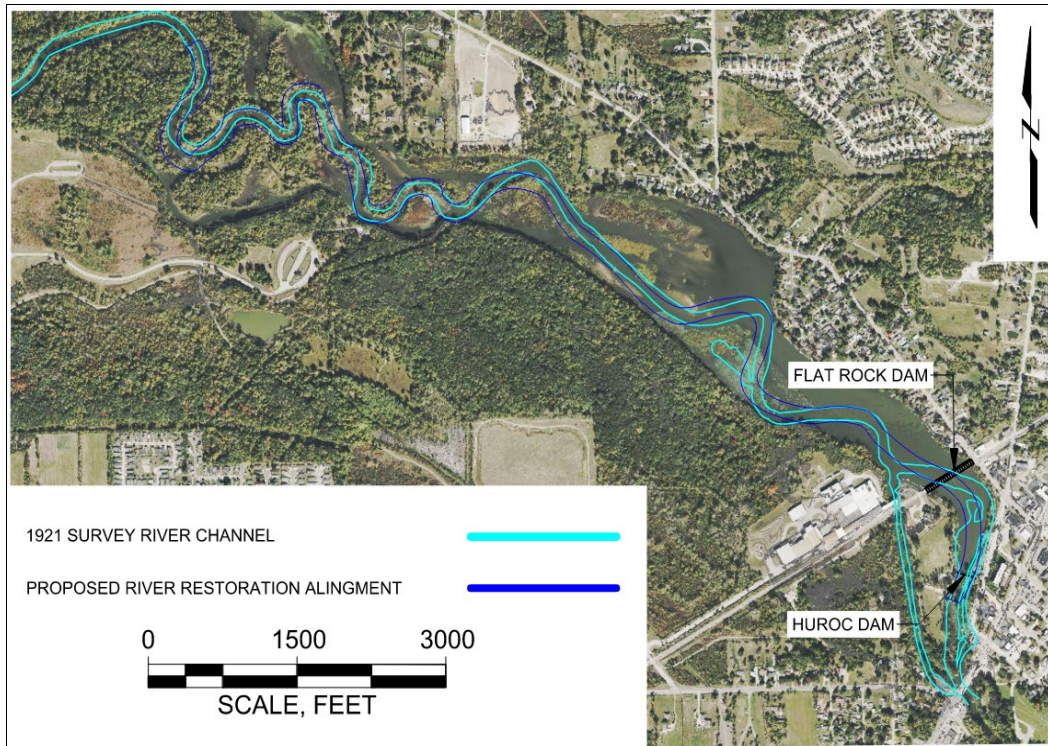 N
FLAT ROCK DAM
1921 SURVEY RIVER CHANNEL
PROPOSED RIVER RESTORATION ALINGMENT
HUROC DAM
0 1500 3000
SCALE, FEET